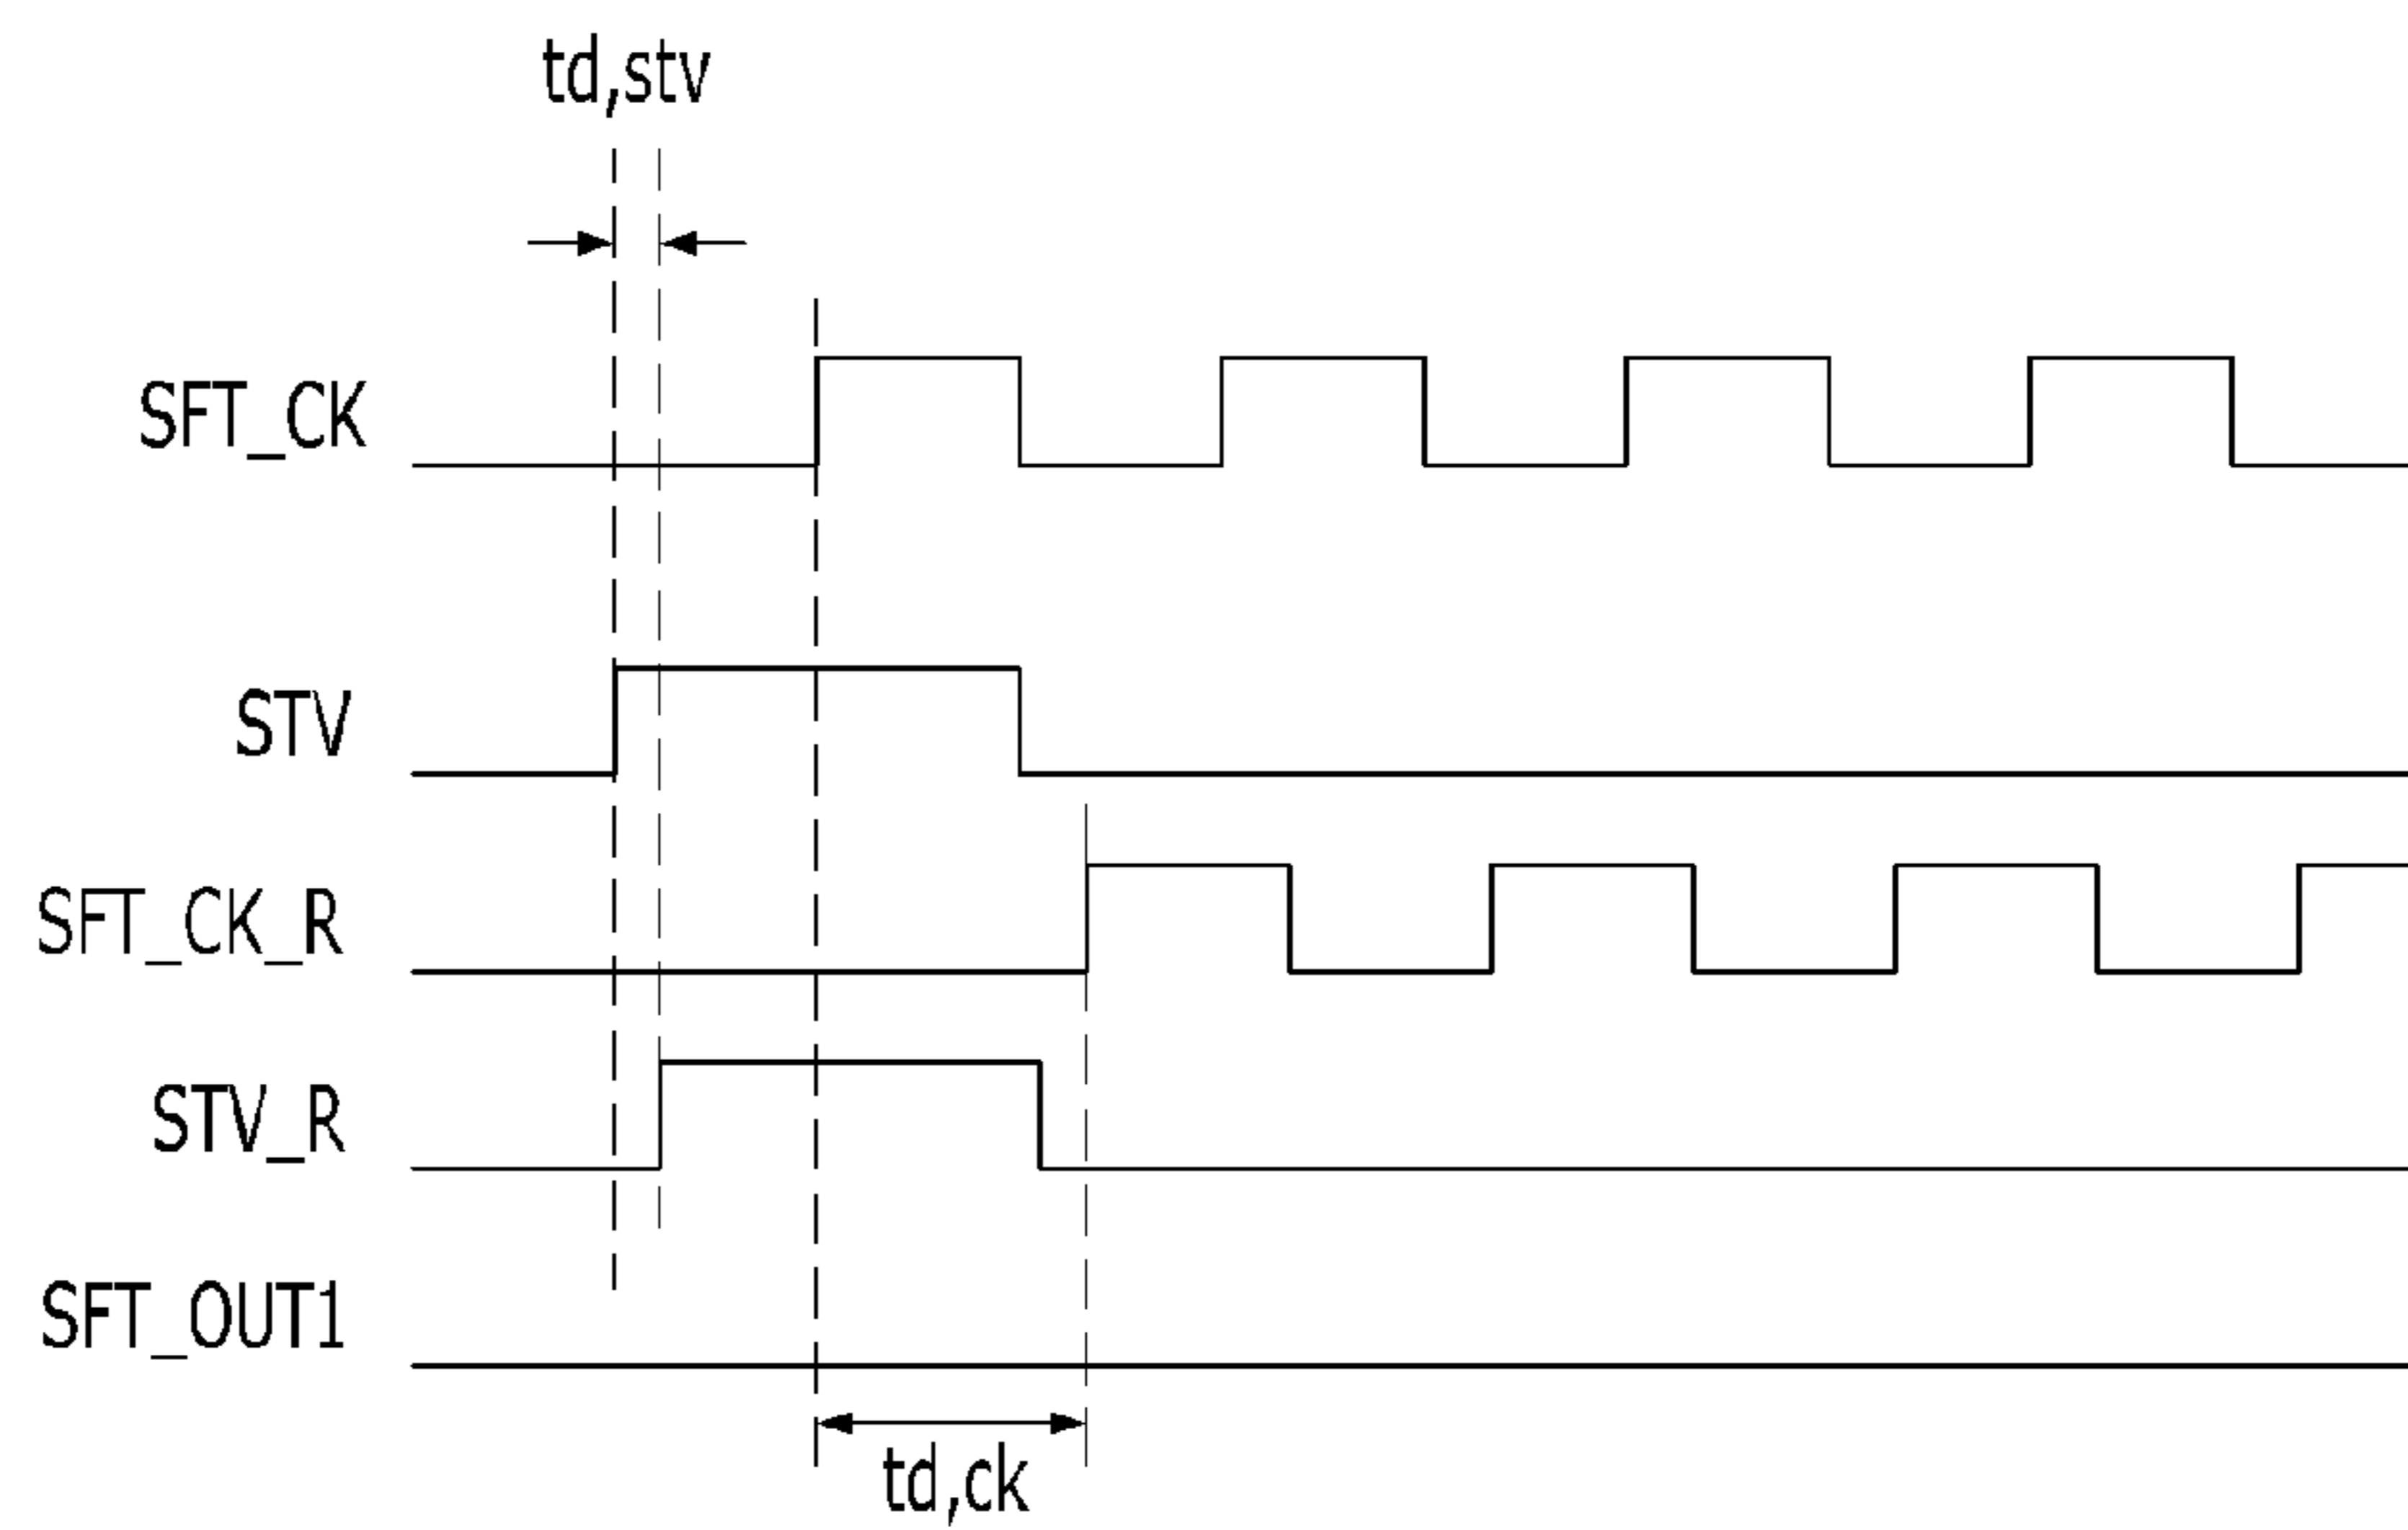 td,stv
SFT_CK
STV
SFT_CK_R
STV_R
SFT_OUT1
td,ck